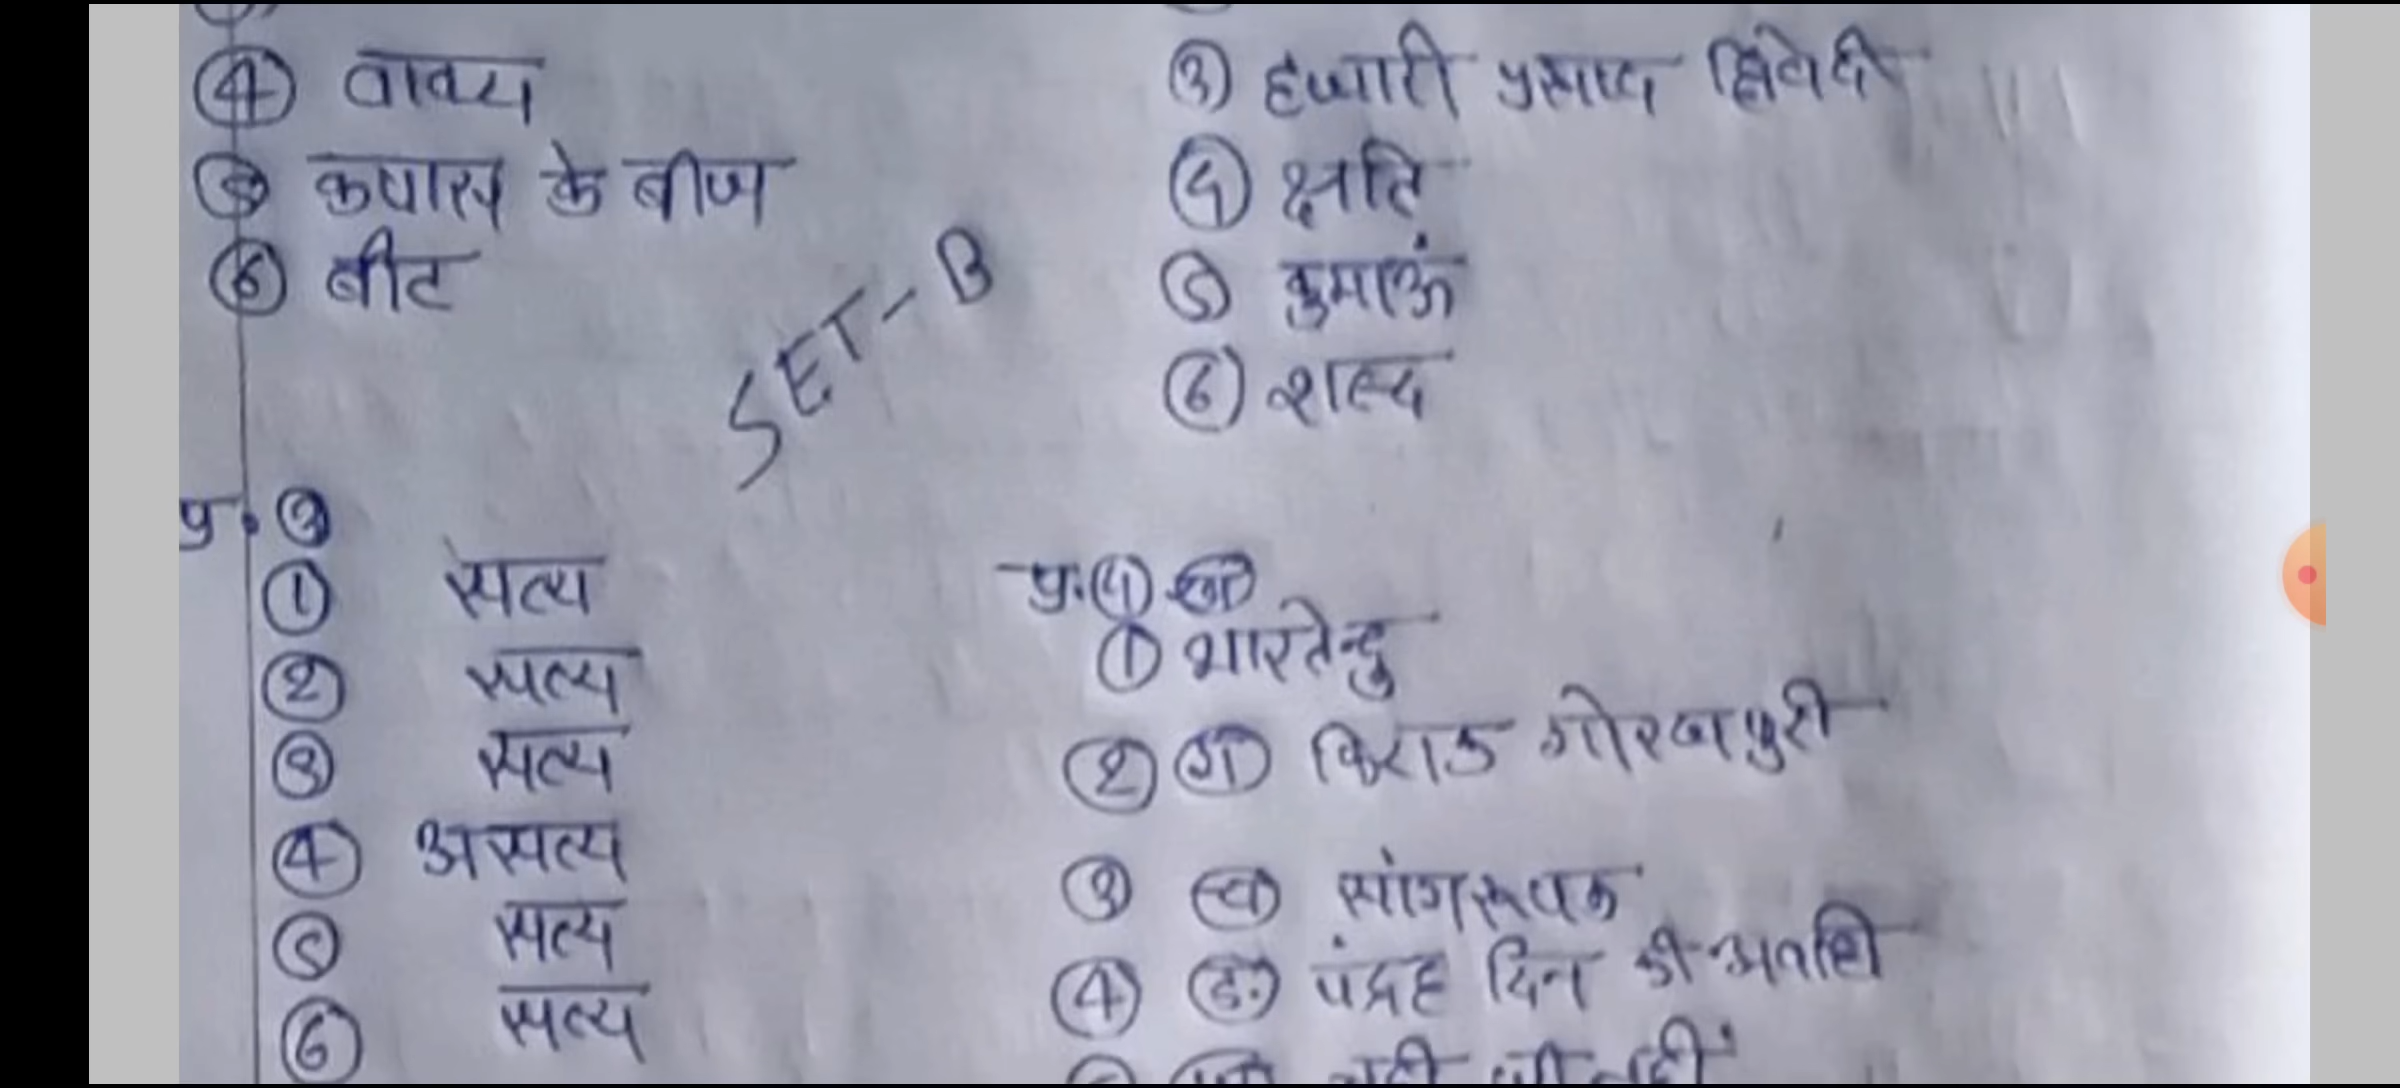 ④ वाक्य
⑤ कपास के बीज
⑥ बीट
③ हजारी प्रसाद द्विवेदी
④ क्षति
⑤ कुमाऊं
⑥ शब्द
SET-B
प्र. ③
① सत्य
② सत्य
③ सत्य
④ असत्य
⑤ सत्य
⑥ सत्य
प्र. ④
① भारतेन्दु
② ग फिराक गोरखपुरी
③ सांगरूपक
④ ङ पंद्रह दिन की अवधि